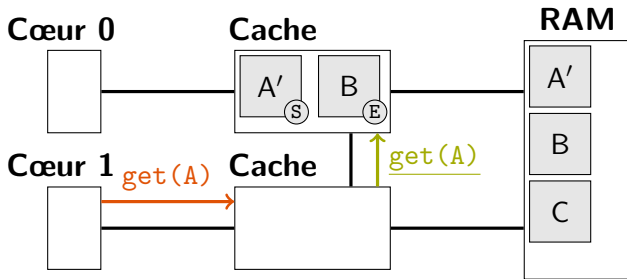 RAM
Cœur 0 Cache
A′ S B E A′
B
Cœur 1 Cache
get(A) get(A)
C